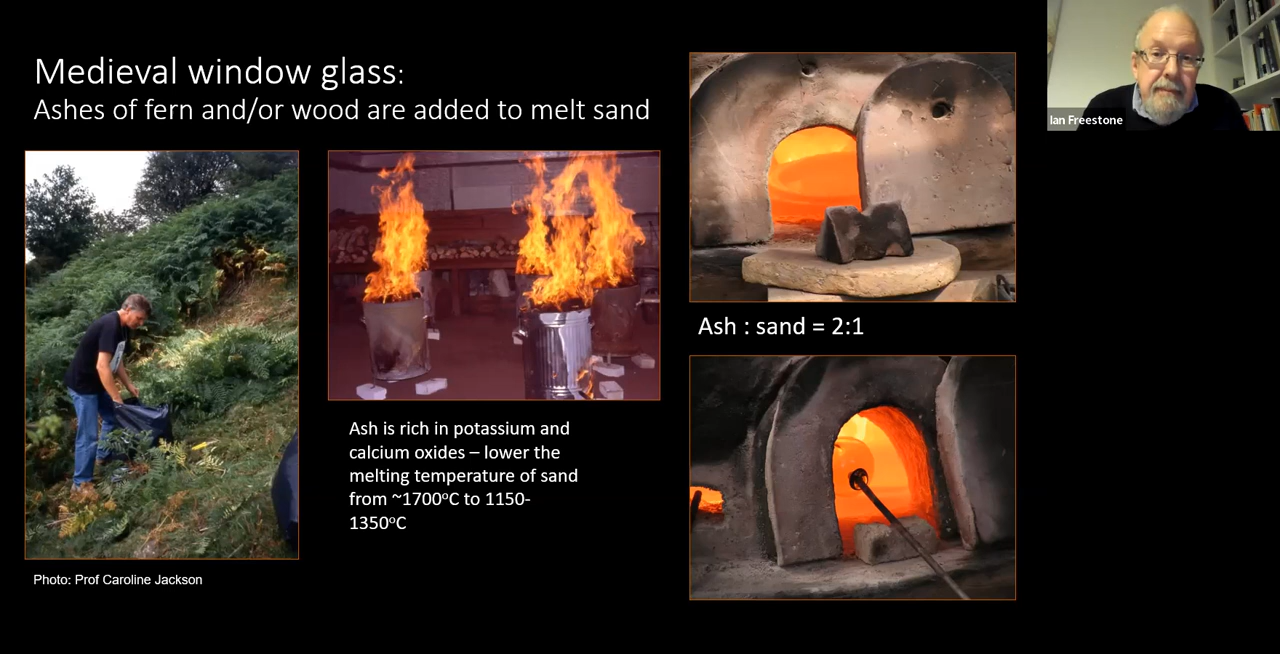 Medieval window glass:
Ashes of fern and/or wood are added to melt sand
Ian Freestone
Ash : sand = 2:1
Ash is rich in potassium and
calcium oxides – lower the
melting temperature of sand
from ~1700ºC to 1150-
1350ºC
Photo: Prof Caroline Jackson